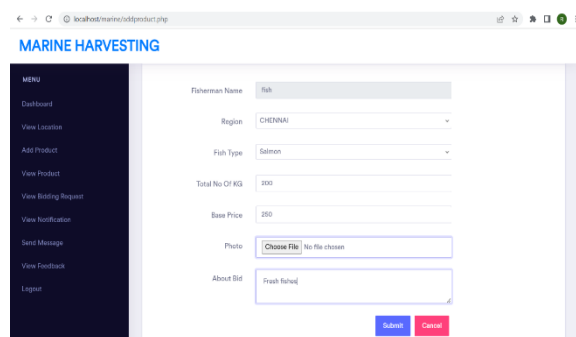 localhost/marine/addproduct.php
MARINE HARVESTING
MENU
Dashboard
View Location
Add Product
View Product
View Bidding Request
View Notification
Send Message
View Feedback
Logout
Fisherman Name fish
Region CHENNAI
Fish Type Salmon
Total No Of KG 200
Base Price 250
Photo Choose File No file chosen
About Bid Fresh fishes
Submit Cancel